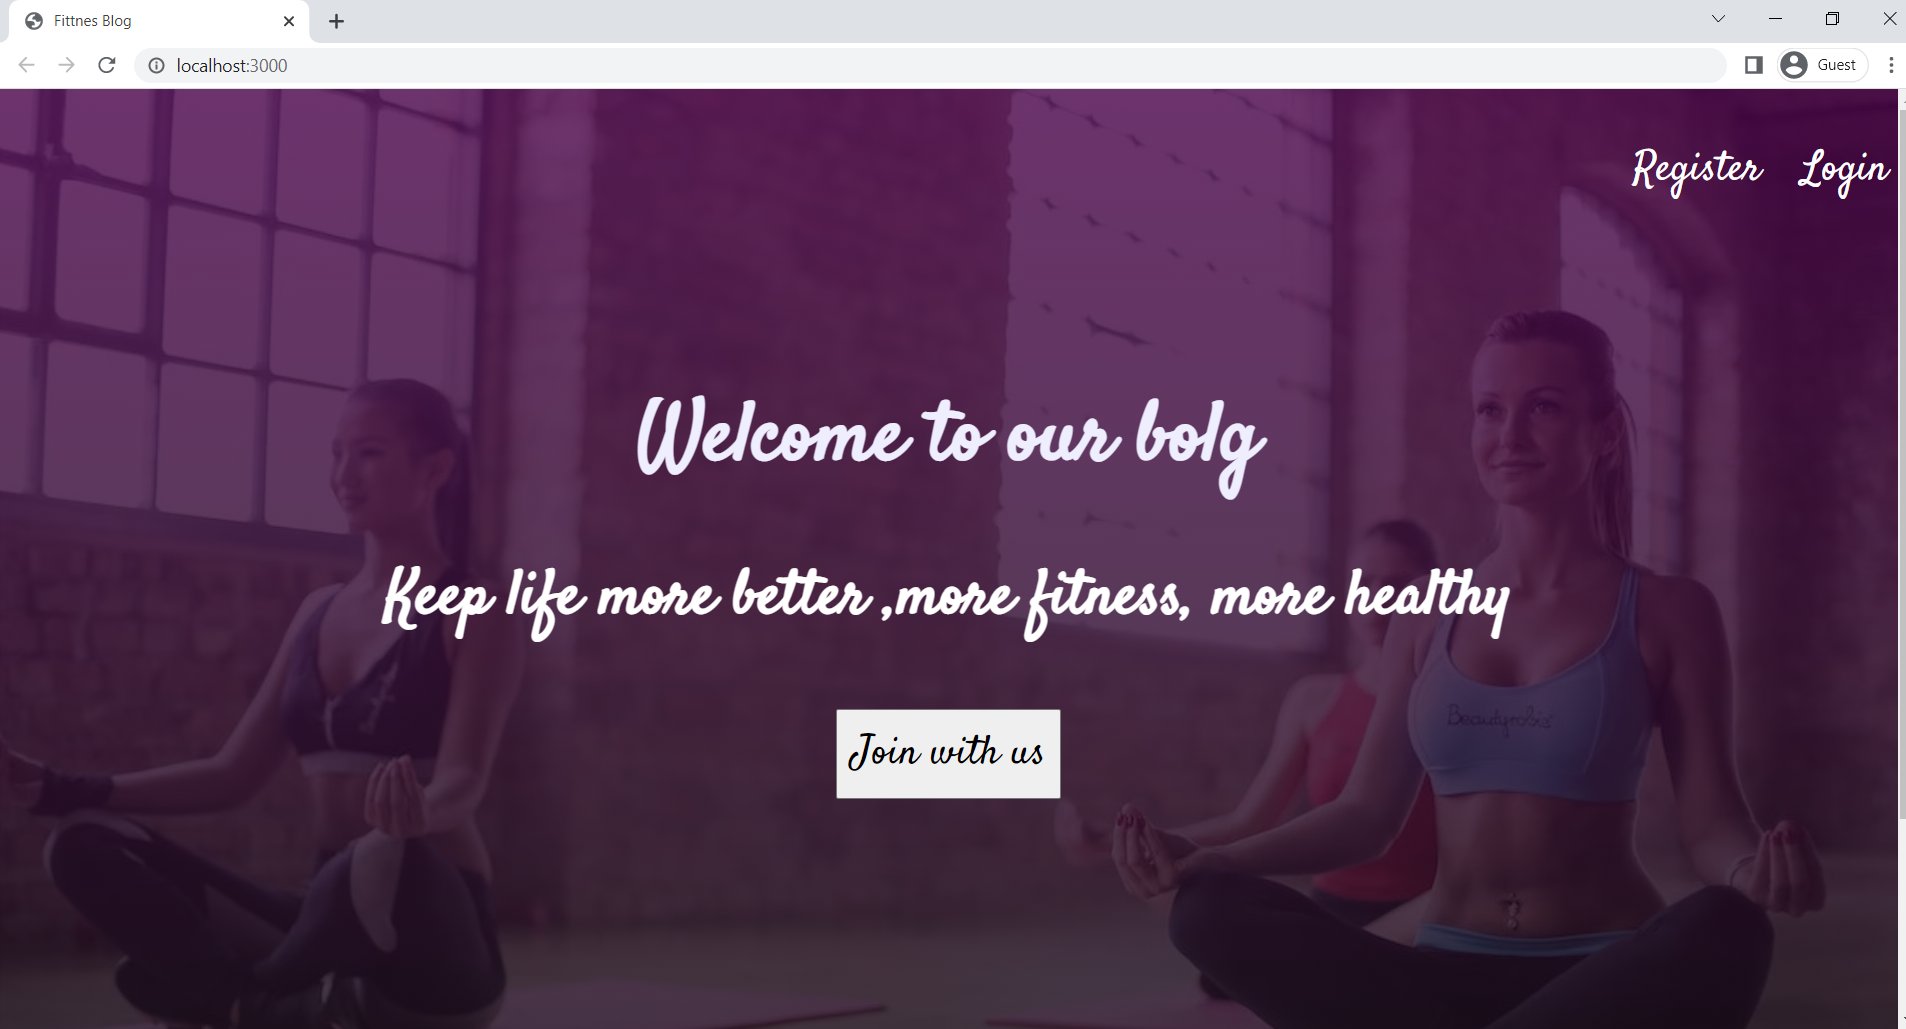 Fittnes Blog
localhost:3000
Guest
Register Login
Welcome to our bolg
Keep life more better ,more fitness, more healthy
Beautyrobic
Join with us